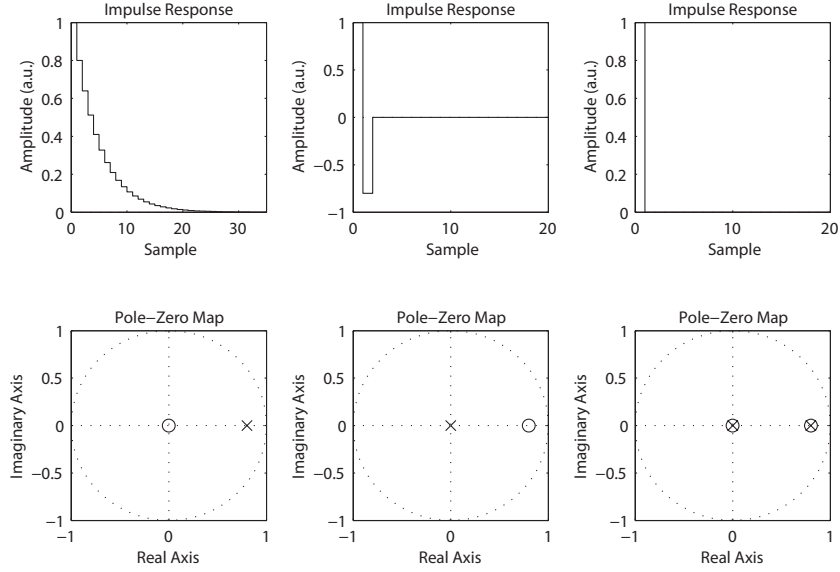 Impulse Response
Impulse Response
Impulse Response
1
0.8
0.6
0.4
0.2
0
Amplitude (a.u.)
0
10
20
30
Sample
1
0.5
0
−0.5
−1
Amplitude (a.u.)
0
10
20
Sample
1
0.8
0.6
0.4
0.2
0
Amplitude (a.u.)
0
10
20
Sample
Pole−Zero Map
Pole−Zero Map
Pole−Zero Map
1
0.5
0
−0.5
−1
Imaginary Axis
−1
0
1
Real Axis
1
0.5
0
−0.5
−1
Imaginary Axis
−1
0
1
Real Axis
1
0.5
0
−0.5
−1
Imaginary Axis
−1
0
1
Real Axis